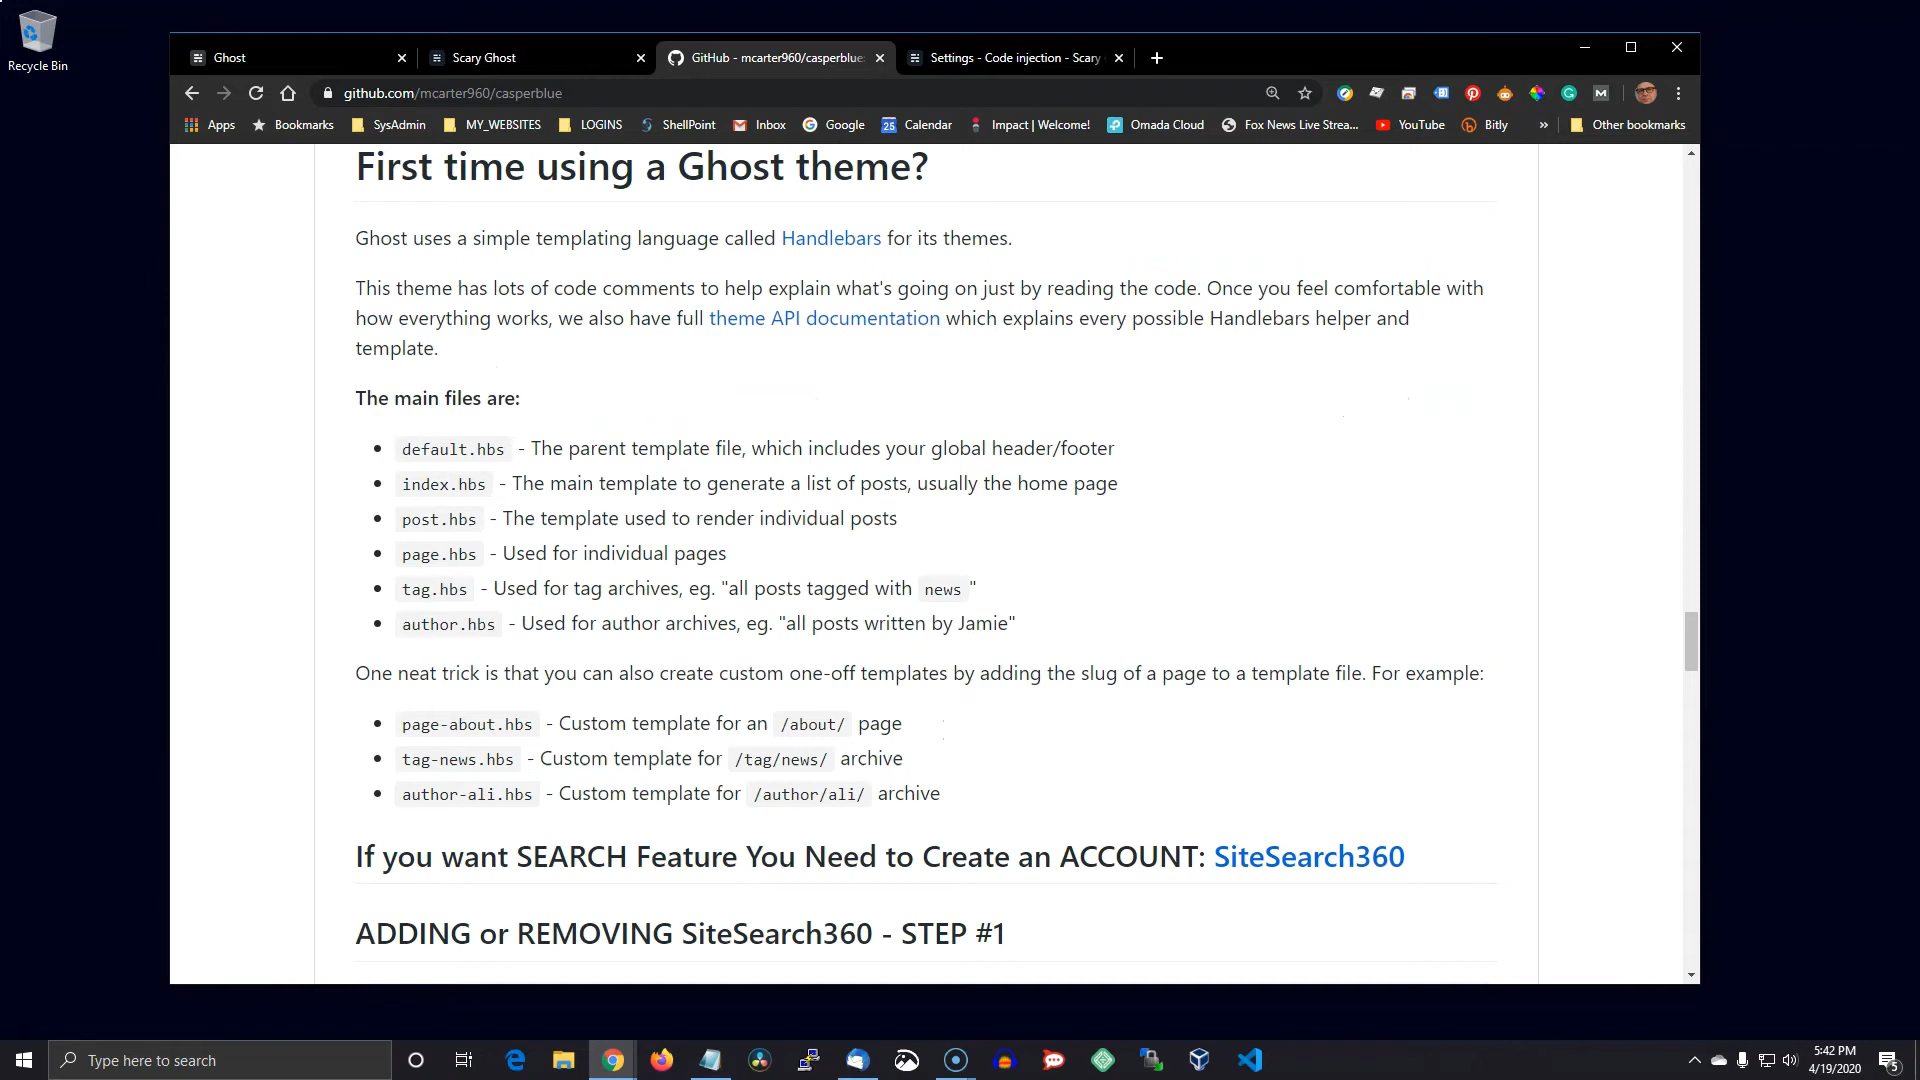 Recycle Bin
Ghost
Scary Ghost
GitHub - mcarter960/casperblue:
Settings - Code injection - Scary
github.com/mcarter960/casperblue
Apps
Bookmarks
SysAdmin
MY_WEBSITES
LOGINS
ShellPoint
Inbox
Google
25
Calendar
Impact | Welcome!
Omada Cloud
Fox News Live Strea...
YouTube
Bitly
»
Other bookmarks
First time using a Ghost theme?
Ghost uses a simple templating language called Handlebars for its themes.
This theme has lots of code comments to help explain what's going on just by reading the code. Once you feel comfortable with
how everything works, we also have full theme API documentation which explains every possible Handlebars helper and
template.
The main files are:
• default.hbs - The parent template file, which includes your global header/footer
• index.hbs - The main template to generate a list of posts, usually the home page
• post.hbs - The template used to render individual posts
• page.hbs - Used for individual pages
• tag.hbs - Used for tag archives, eg. "all posts tagged with news"
• author.hbs - Used for author archives, eg. "all posts written by Jamie"
One neat trick is that you can also create custom one-off templates by adding the slug of a page to a template file. For example:
• page-about.hbs - Custom template for an /about/ page
• tag-news.hbs - Custom template for /tag/news/ archive
• author-ali.hbs - Custom template for /author/ali/ archive
If you want SEARCH Feature You Need to Create an ACCOUNT: SiteSearch360
ADDING or REMOVING SiteSearch360 - STEP #1
Type here to search
5:42 PM
4/19/2020
5